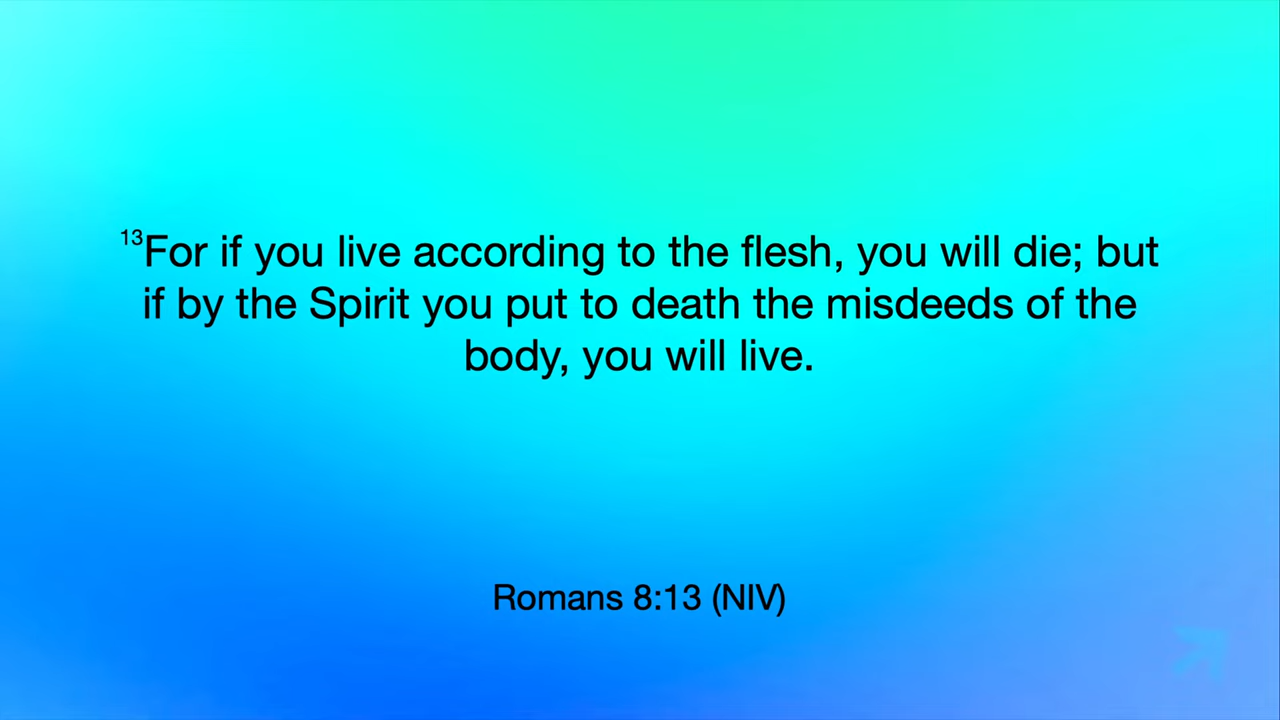 ¹³For if you live according to the flesh, you will die; but
if by the Spirit you put to death the misdeeds of the
body, you will live.
Romans 8:13 (NIV)